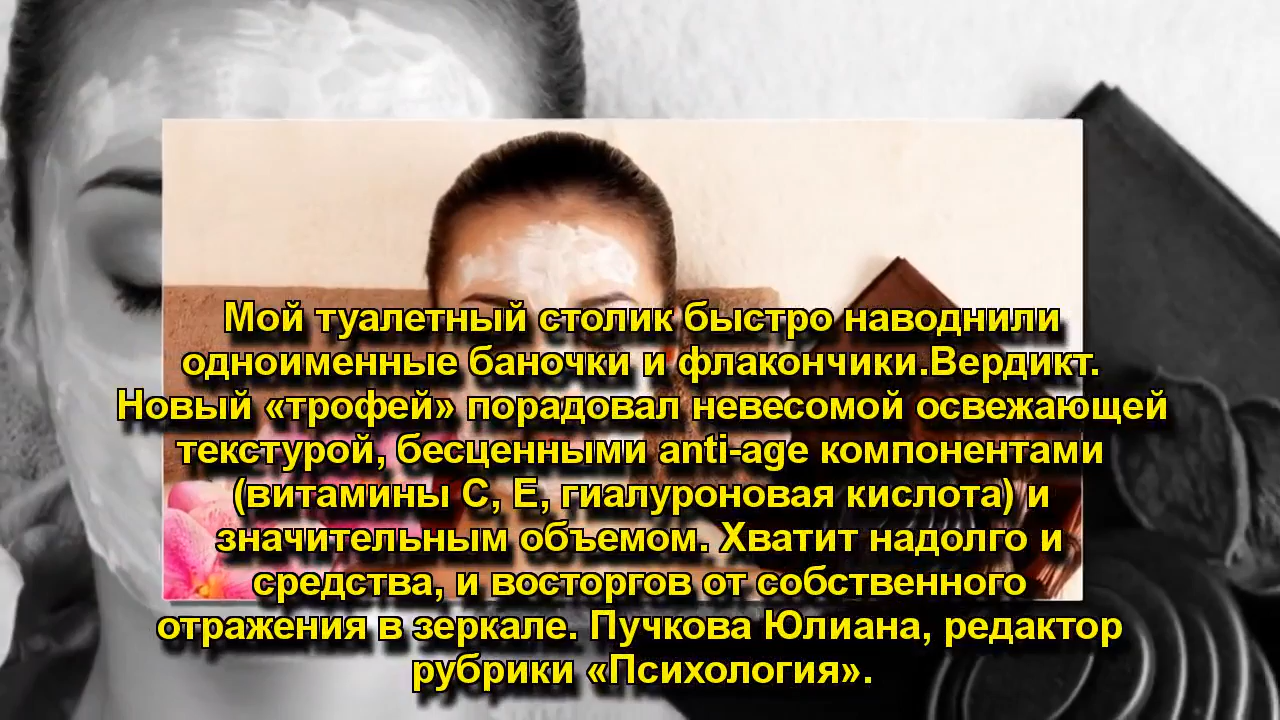 Мой туалетный столик быстро наводнили
одноименные баночки и флакончики.Вердикт.
Новый «трофей» порадовал невесомой освежающей
текстурой, бесценными anti-age компонентами
(витамины С, Е, гиалуроновая кислота) и
значительным объемом. Хватит надолго и
средства, и восторгов от собственного
отражения в зеркале. Пучкова Юлиана, редактор
рубрики «Психология».